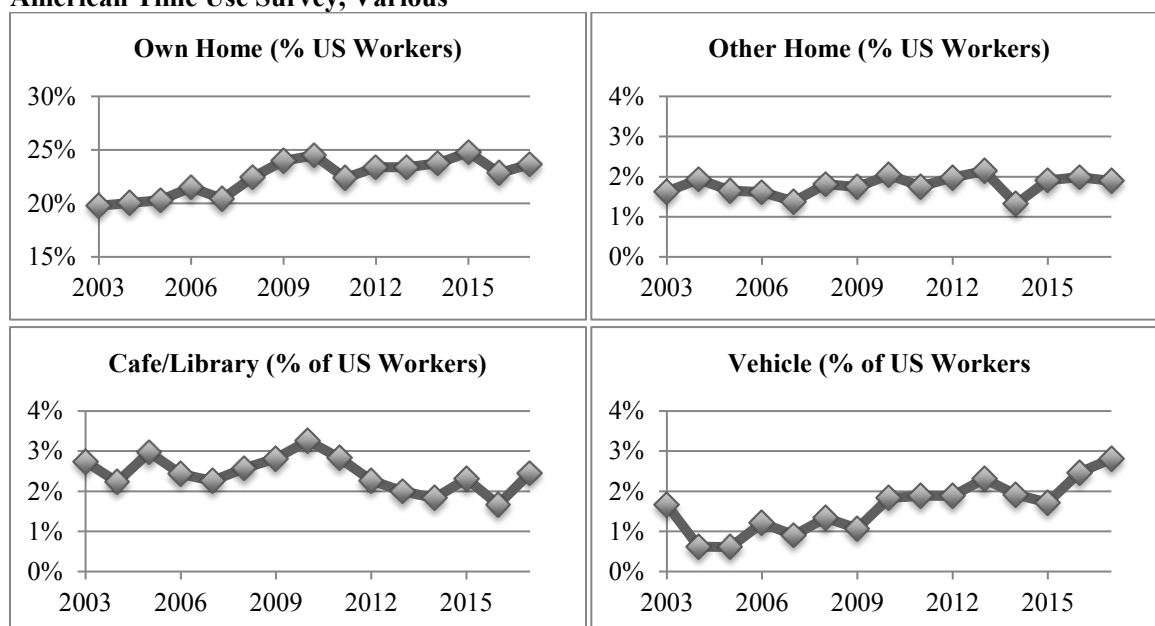 American Time Use Survey, Various
Own Home (% US Workers)
30%
25%
20%
15%
2003 2006 2009 2012 2015
Other Home (% US Workers)
4%
3%
2%
1%
0%
2003 2006 2009 2012 2015
Cafe/Library (% of US Workers)
4%
3%
2%
1%
0%
2003 2006 2009 2012 2015
Vehicle (% of US Workers
4%
3%
2%
1%
0%
2003 2006 2009 2012 2015